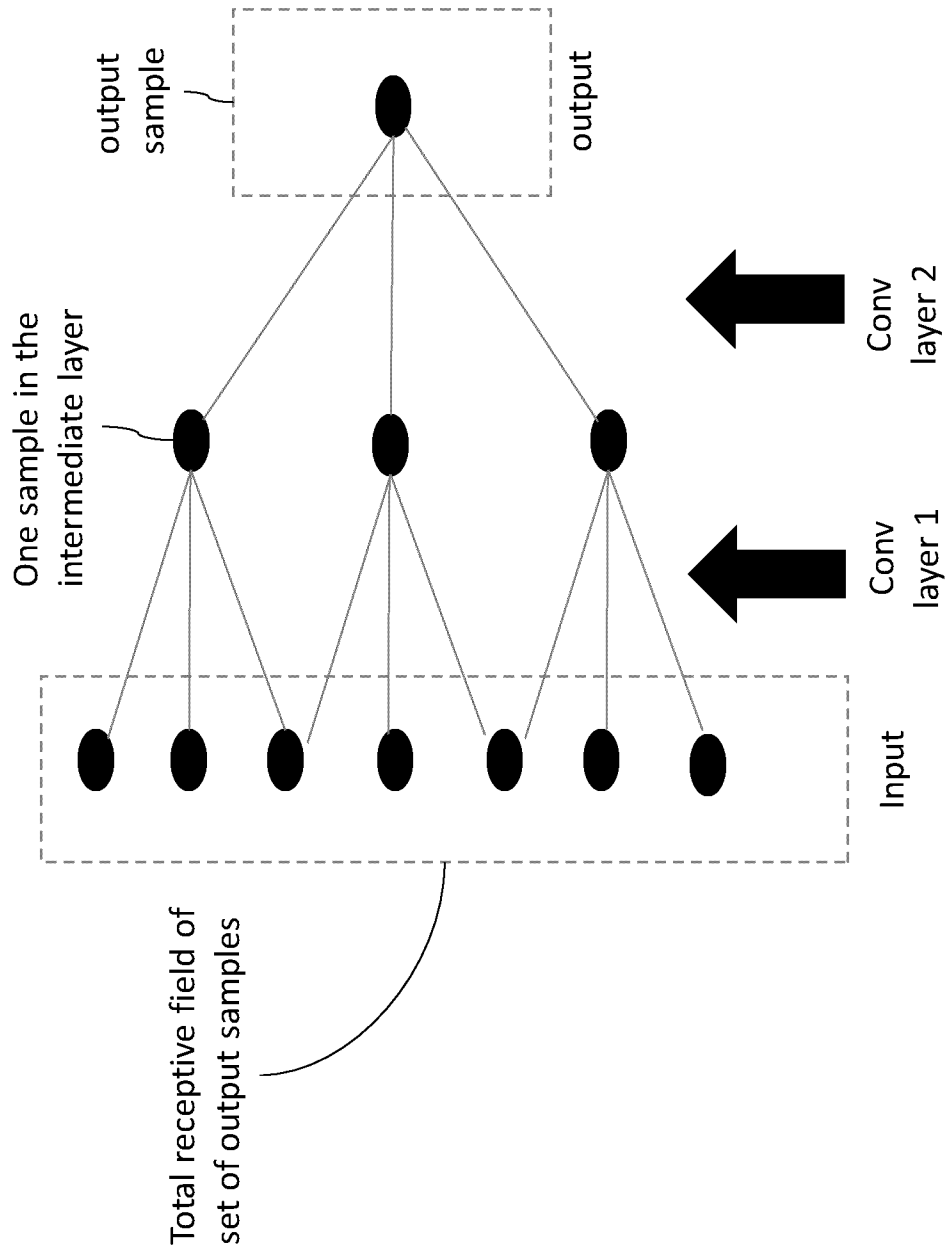 Total receptive field of
set of output samples
Input
One sample in the
intermediate layer
Conv
layer 1
Conv
layer 2
output
sample
output